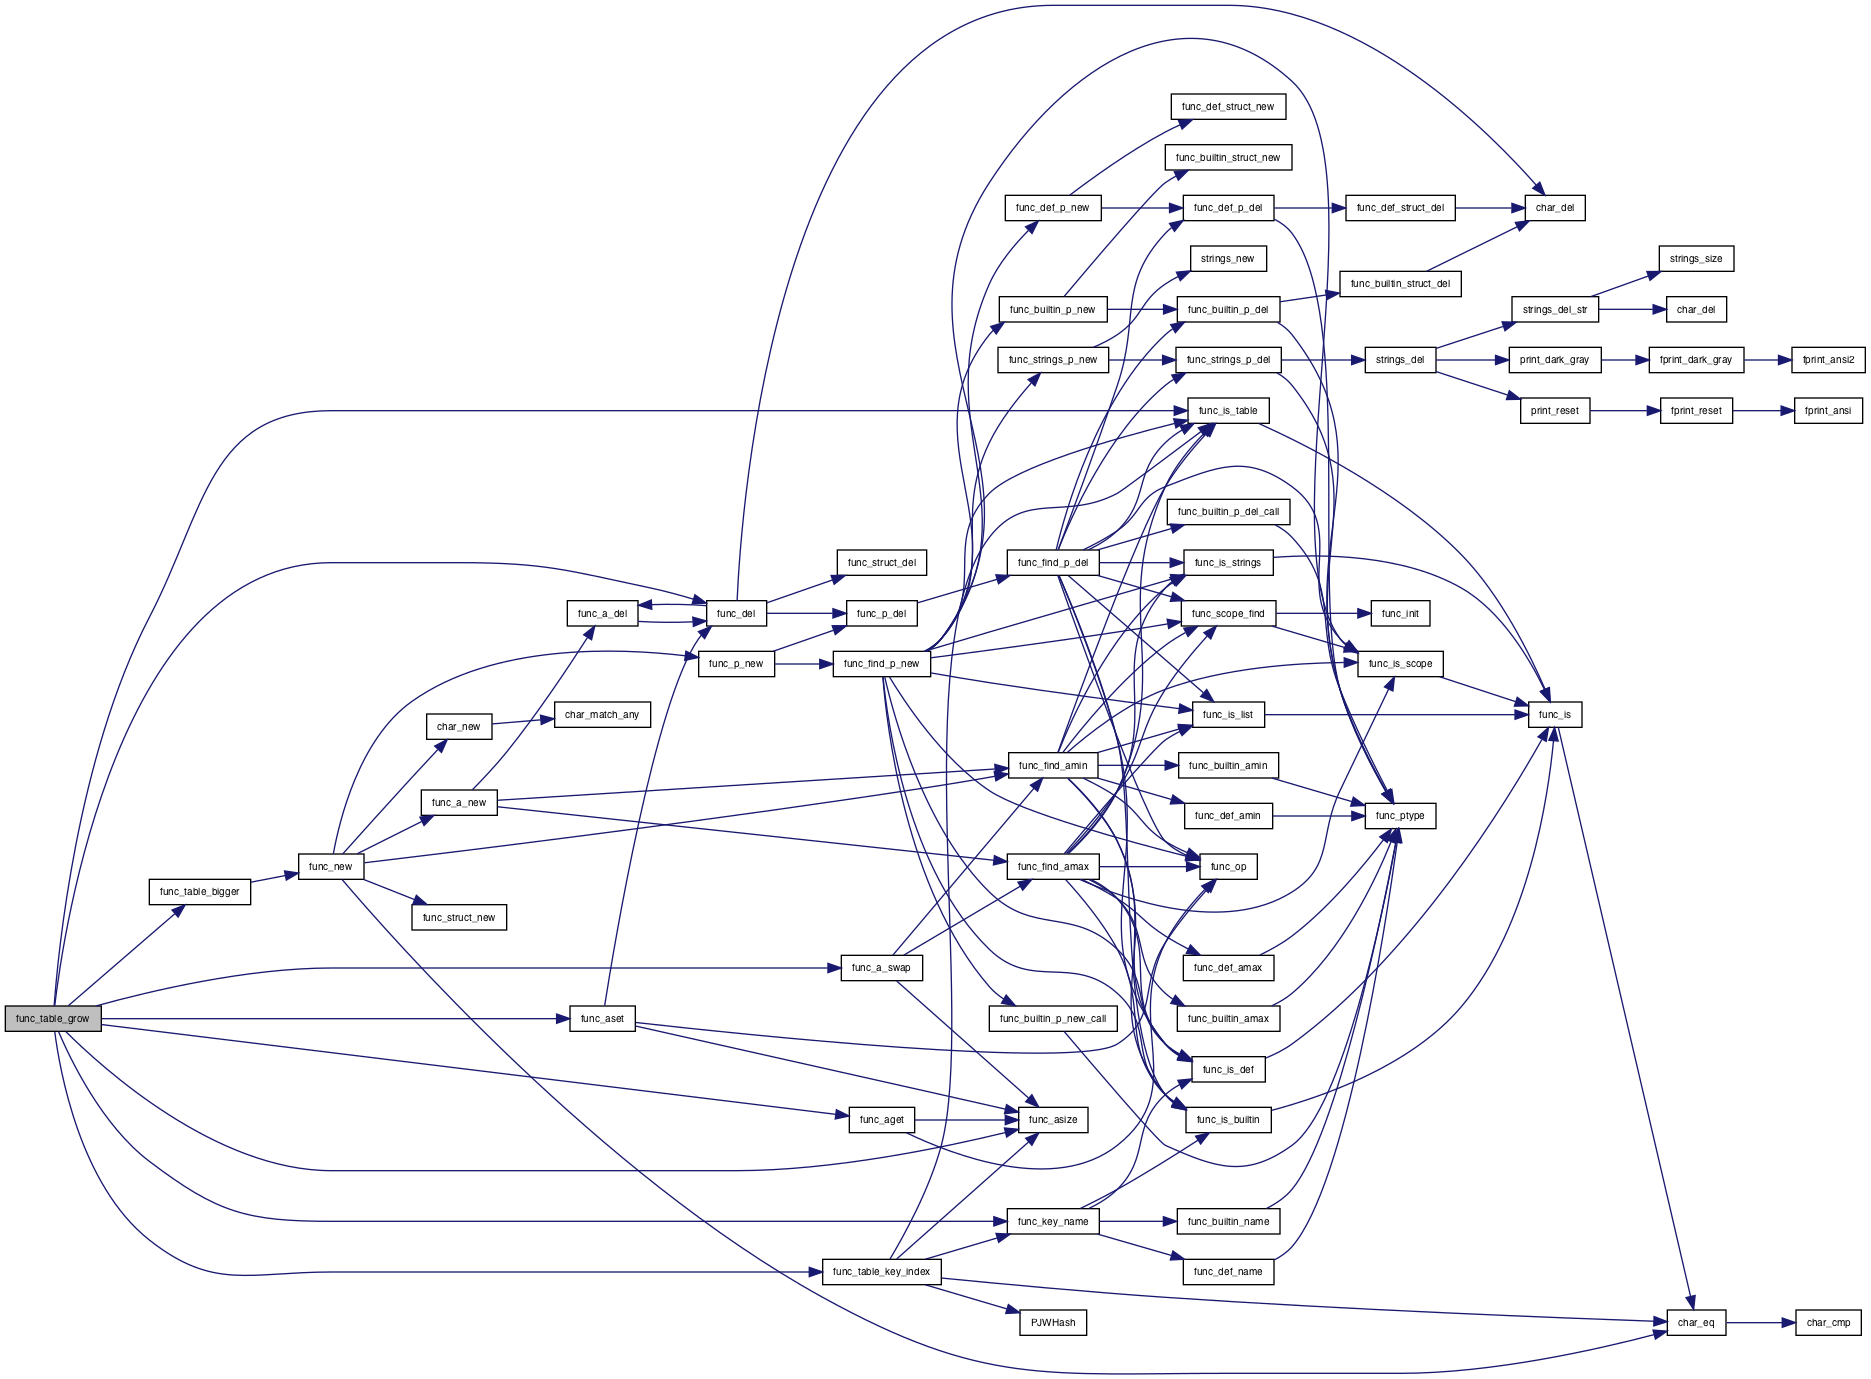 func_def_struct_new
func_builtin_struct_new
func_def_p_new
func_def_p_del
func_def_struct_del
char_del
strings_new
strings_size
func_builtin_struct_del
func_builtin_p_new
func_builtin_p_del
strings_del_str
char_del
func_strings_p_new
func_strings_p_del
strings_del
print_dark_gray
fprint_dark_gray
fprint_ansi2
func_is_table
print_reset
fprint_reset
fprint_ansi
func_builtin_p_del_call
func_struct_del
func_find_p_del
func_is_strings
func_a_del
func_del
func_p_del
func_scope_find
func_init
func_p_new
func_find_p_new
func_is_scope
char_new
char_match_any
func_is_list
func_is
func_find_amin
func_builtin_amin
func_a_new
func_def_amin
func_ptype
func_new
func_find_amax
func_op
func_table_bigger
func_struct_new
func_a_swap
func_def_amax
func_table_grow
func_aset
func_builtin_p_new_call
func_builtin_amax
func_is_def
func_aget
func_asize
func_is_builtin
func_key_name
func_builtin_name
func_table_key_index
func_def_name
PJWHash
char_eq
char_cmp